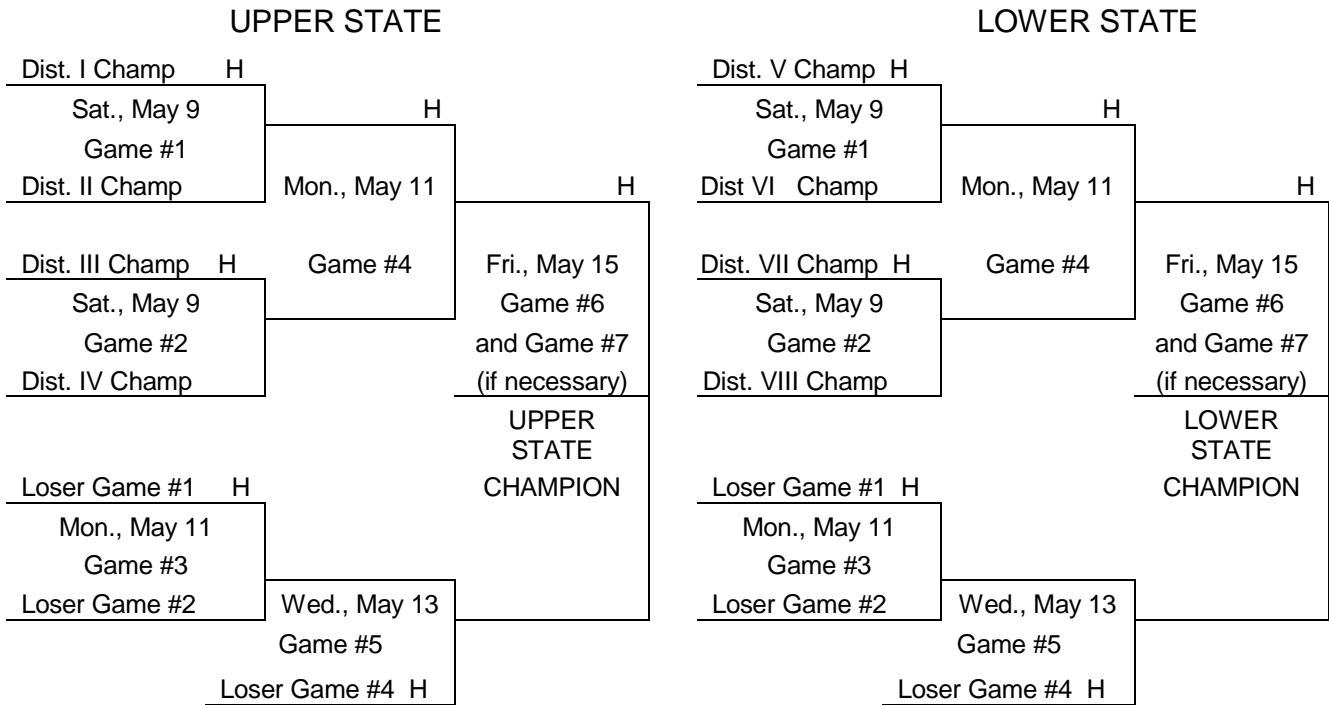 UPPER STATE
Dist. I Champ H
Sat., May 9
H
Game #1
Dist. II Champ
Mon., May 11
H
Dist. III Champ H
Game #4
Fri., May 15
Sat., May 9
Game #6
Game #2
and Game #7
Dist. IV Champ
(if necessary)
UPPER
STATE
Loser Game #1 H
CHAMPION
Mon., May 11
Game #3
Loser Game #2
Wed., May 13
Game #5
Loser Game #4 H
LOWER STATE
Dist. V Champ H
Sat., May 9
H
Game #1
Dist VI Champ
Mon., May 11
H
Dist. VII Champ H
Game #4
Fri., May 15
Sat., May 9
Game #6
Game #2
and Game #7
Dist. VIII Champ
(if necessary)
LOWER
STATE
Loser Game #1 H
CHAMPION
Mon., May 11
Game #3
Loser Game #2
Wed., May 13
Game #5
Loser Game #4 H